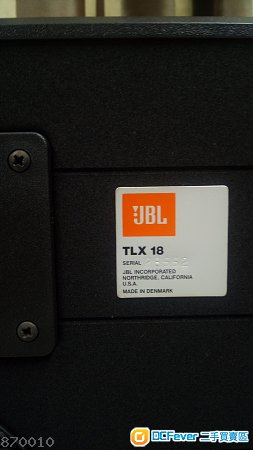 JBL
TLX 18
SERIAL
JBL INCORPORATED
NORTHRIDGE, CALIFORNIA
U.S.A.
MADE IN DENMARK
870010
DCFever 二手買賣區